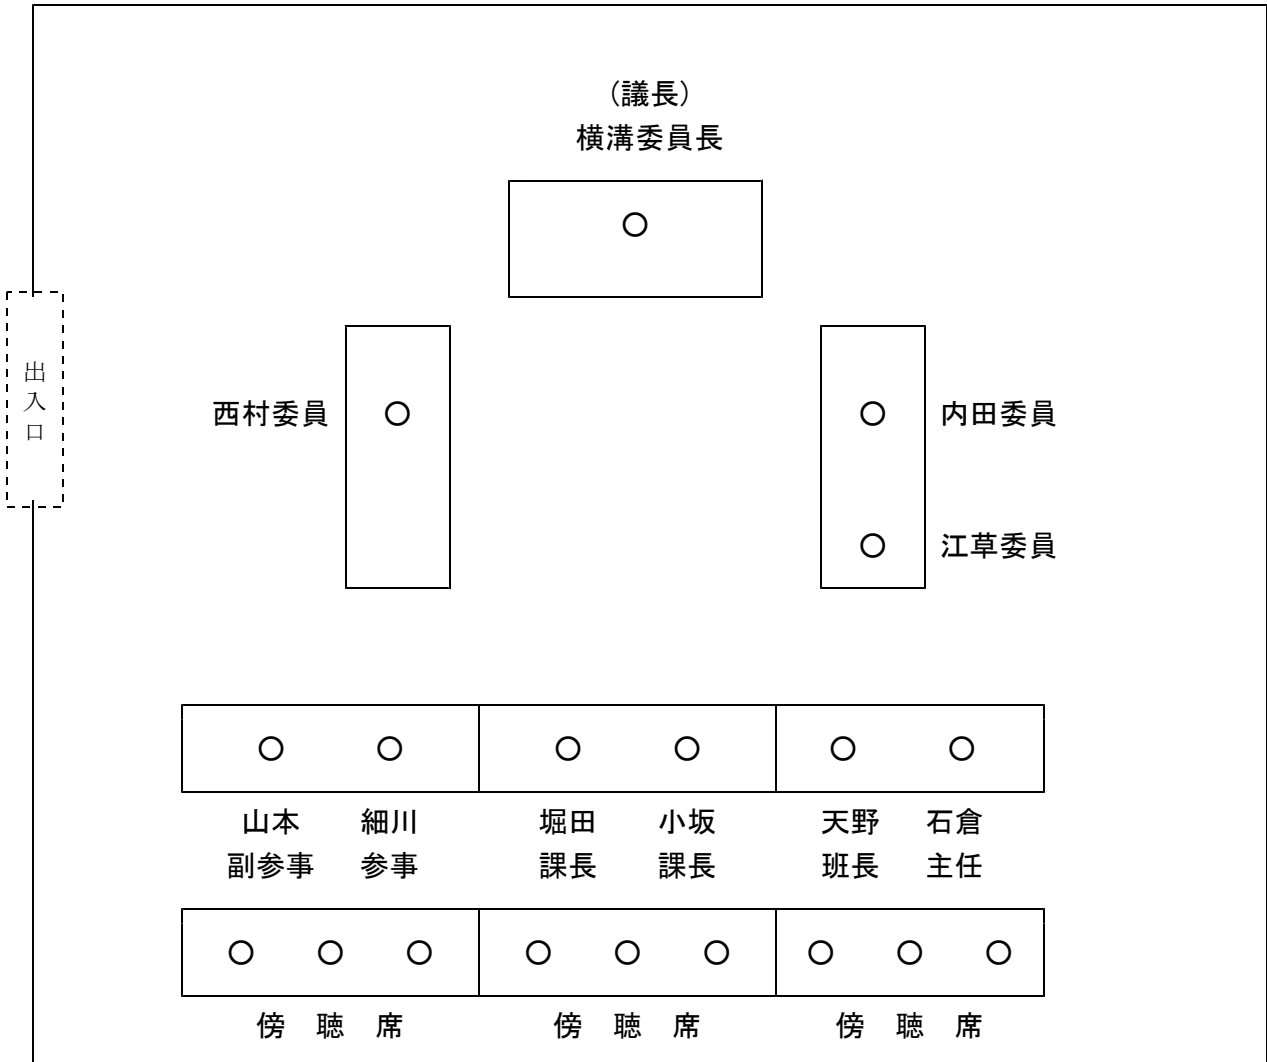 （議長）
横溝委員長
出入口
西村委員
内田委員
江草委員
山本 細川 堀田 小坂 天野 石倉
副参事 参事 課長 課長 班長 主任
傍 聴 席 傍 聴 席 傍 聴 席